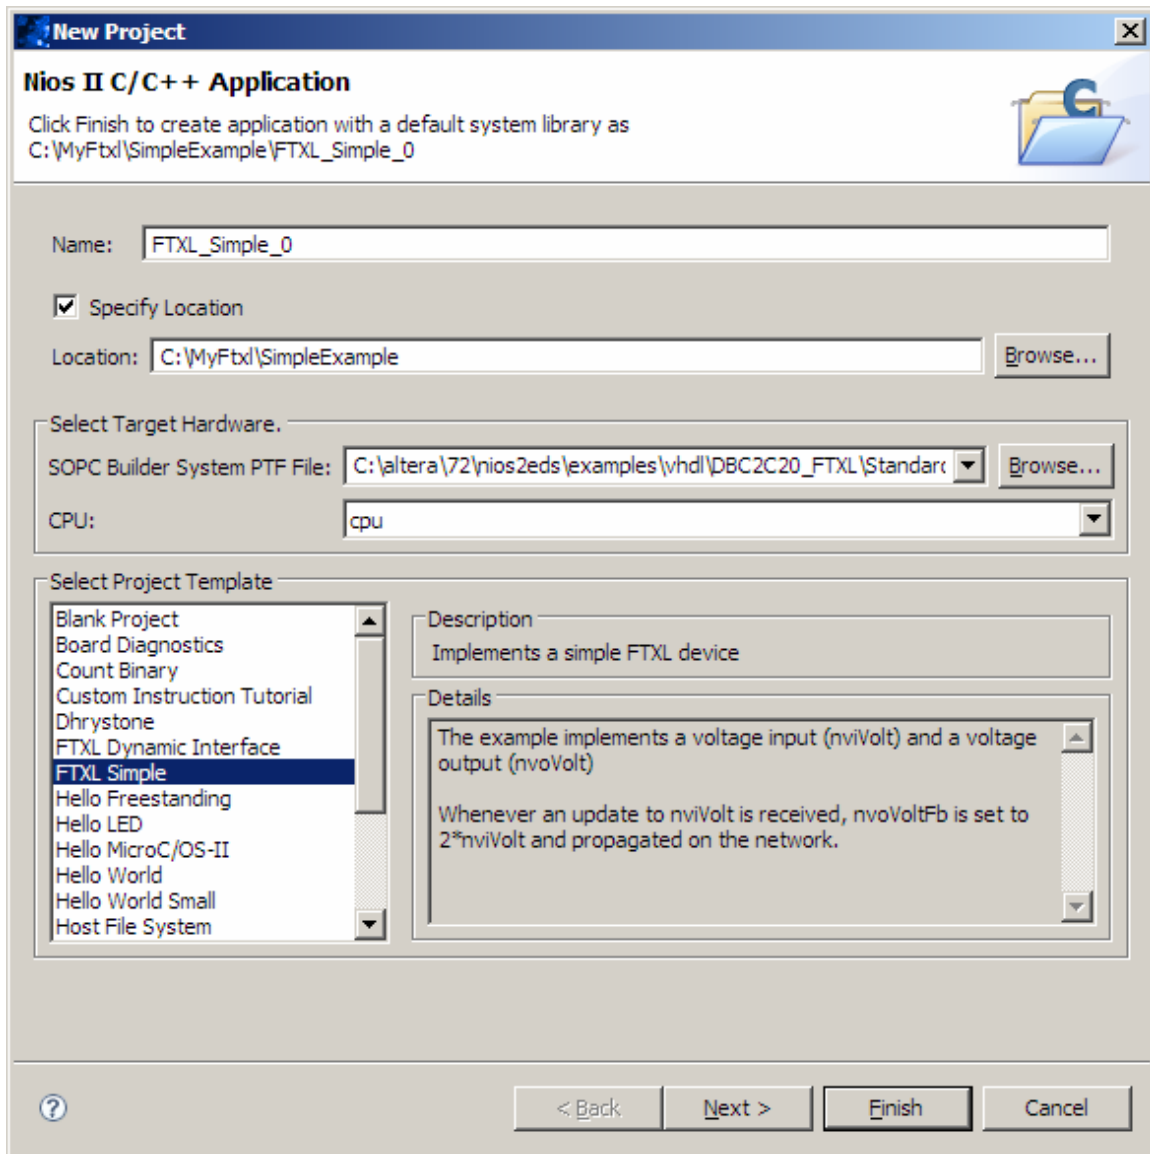 New Project
Nios II C/C++ Application
Click Finish to create application with a default system library as
C:\MyFtxl\SimpleExample\FTXL_Simple_0
Name: FTXL_Simple_0
Specify Location
Location: C:\MyFtxl\SimpleExample Browse...
Select Target Hardware.
SOPC Builder System PTF File: C:\altera\72\nios2eds\examples\vhdl\DBC2C20_FTXL\Standard Browse...
CPU: cpu
Select Project Template
Blank Project
Board Diagnostics
Count Binary
Custom Instruction Tutorial
Dhrystone
FTXL Dynamic Interface
FTXL Simple
Hello Freestanding
Hello LED
Hello MicroC/OS-II
Hello World
Hello World Small
Host File System
Description
Implements a simple FTXL device
Details
The example implements a voltage input (nviVolt) and a voltage
output (nvoVolt)
Whenever an update to nviVolt is received, nvoVoltFb is set to
2*nviVolt and propagated on the network.
< Back Next > Finish Cancel